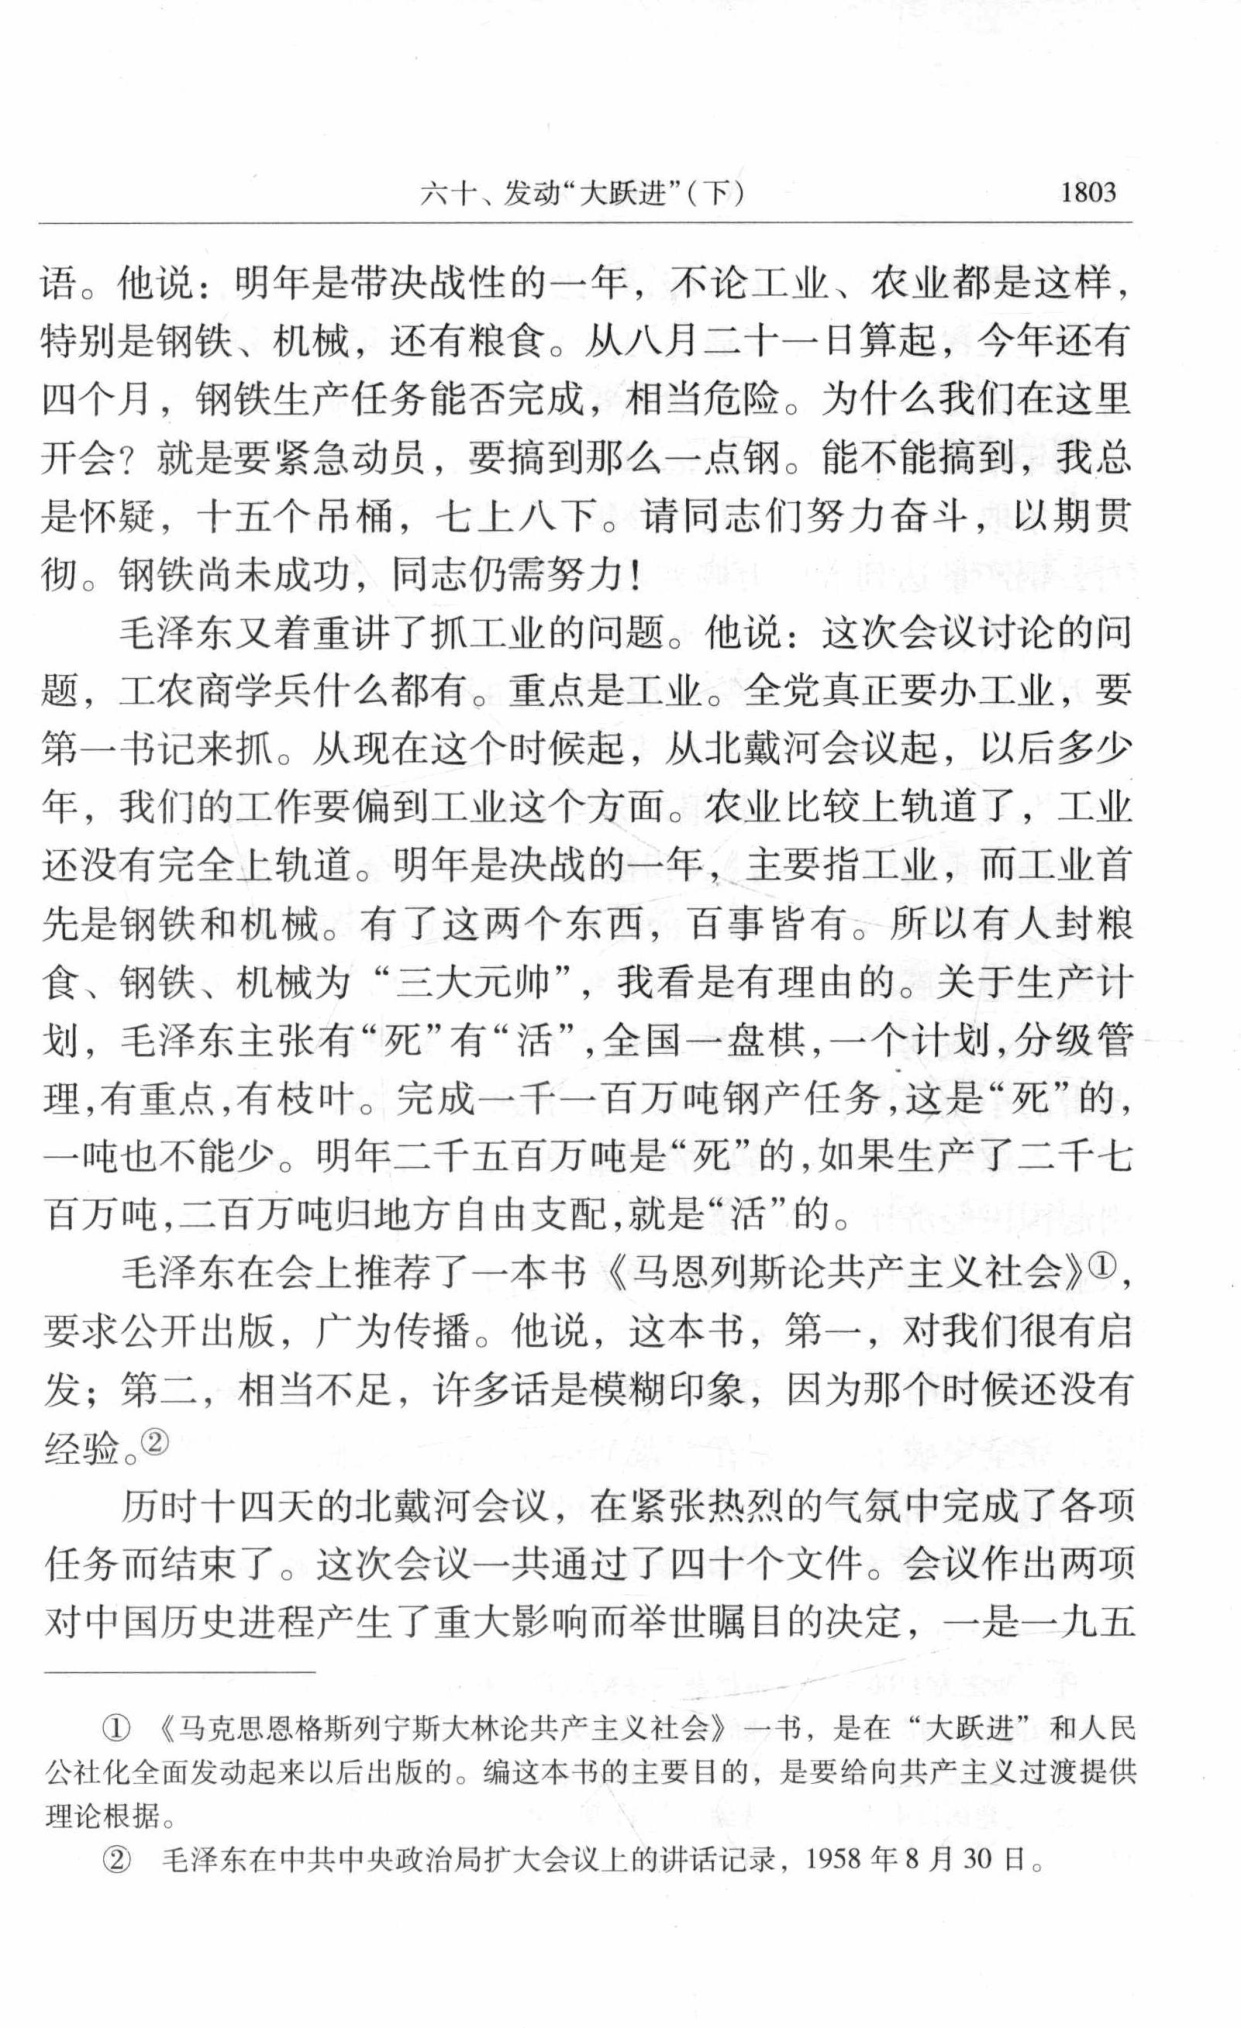 六十、发动“大跃进”(下) 1803
语。他说：明年是带决战性的一年，不论工业、农业都是这样，
特别是钢铁、机械，还有粮食。从八月二十一日算起，今年还有
四个月，钢铁生产任务能否完成，相当危险。为什么我们在这里
开会？就是要紧急动员，要搞到那么一点钢。能不能搞到，我总
是怀疑，十五个吊桶，七上八下。请同志们努力奋斗，以期贯
彻。钢铁尚未成功，同志仍需努力！
毛泽东又着重讲了抓工业的问题。他说：这次会议讨论的问
题，工农商学兵什么都有。重点是工业。全党真正要办工业，要
第一书记来抓。从现在这个时候起，从北戴河会议起，以后多少
年，我们的工作要偏到工业这个方面。农业比较上轨道了，工业
还没有完全上轨道。明年是决战的一年，主要指工业，而工业首
先是钢铁和机械。有了这两个东西，百事皆有。所以有人封粮
食、钢铁、机械为“三大元帅”，我看是有理由的。关于生产计
划，毛泽东主张有“死”有“活”,全国一盘棋,一个计划,分级管
理,有重点,有枝叶。完成一千一百万吨钢产任务,这是“死”的,
一吨也不能少。明年二千五百万吨是“死”的,如果生产了二千七
百万吨,二百万吨归地方自由支配,就是“活”的。
毛泽东在会上推荐了一本书《马恩列斯论共产主义社会》①，
要求公开出版，广为传播。他说，这本书，第一，对我们很有启
发；第二，相当不足，许多话是模糊印象，因为那个时候还没有
经验。②
历时十四天的北戴河会议，在紧张热烈的气氛中完成了各项
任务而结束了。这次会议一共通过了四十个文件。会议作出两项
对中国历史进程产生了重大影响而举世瞩目的决定，一是一九五
① 《马克思恩格斯列宁斯大林论共产主义社会》一书，是在“大跃进”和人民
公社化全面发动起来以后出版的。编这本书的主要目的，是要给向共产主义过渡提供
理论根据。
② 毛泽东在中共中央政治局扩大会议上的讲话记录，1958年8月30日。